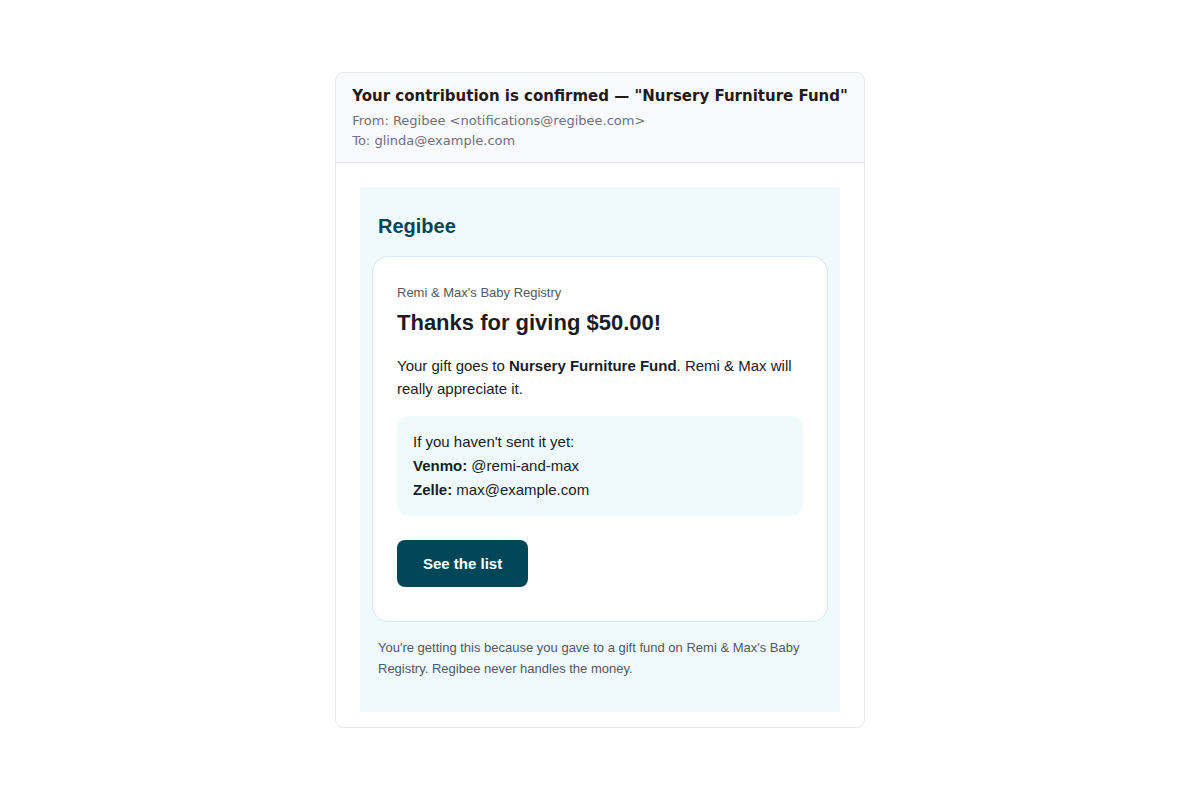 Your contribution is confirmed — "Nursery Furniture Fund"
From: Regibee <notifications@regibee.com>
To: glinda@example.com
Regibee
Remi & Max's Baby Registry
Thanks for giving $50.00!
Your gift goes to Nursery Furniture Fund. Remi & Max will
really appreciate it.
If you haven't sent it yet:
Venmo: @remi-and-max
Zelle: max@example.com
See the list
You're getting this because you gave to a gift fund on Remi & Max's Baby
Registry. Regibee never handles the money.